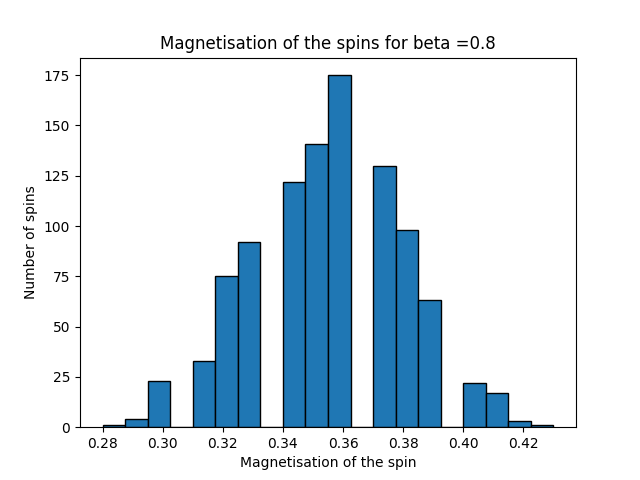 Magnetisation of the spins for beta =0.8
175
150
125
100
75
50
25
0
Number of spins
0.28 0.30 0.32 0.34 0.36 0.38 0.40 0.42
Magnetisation of the spin